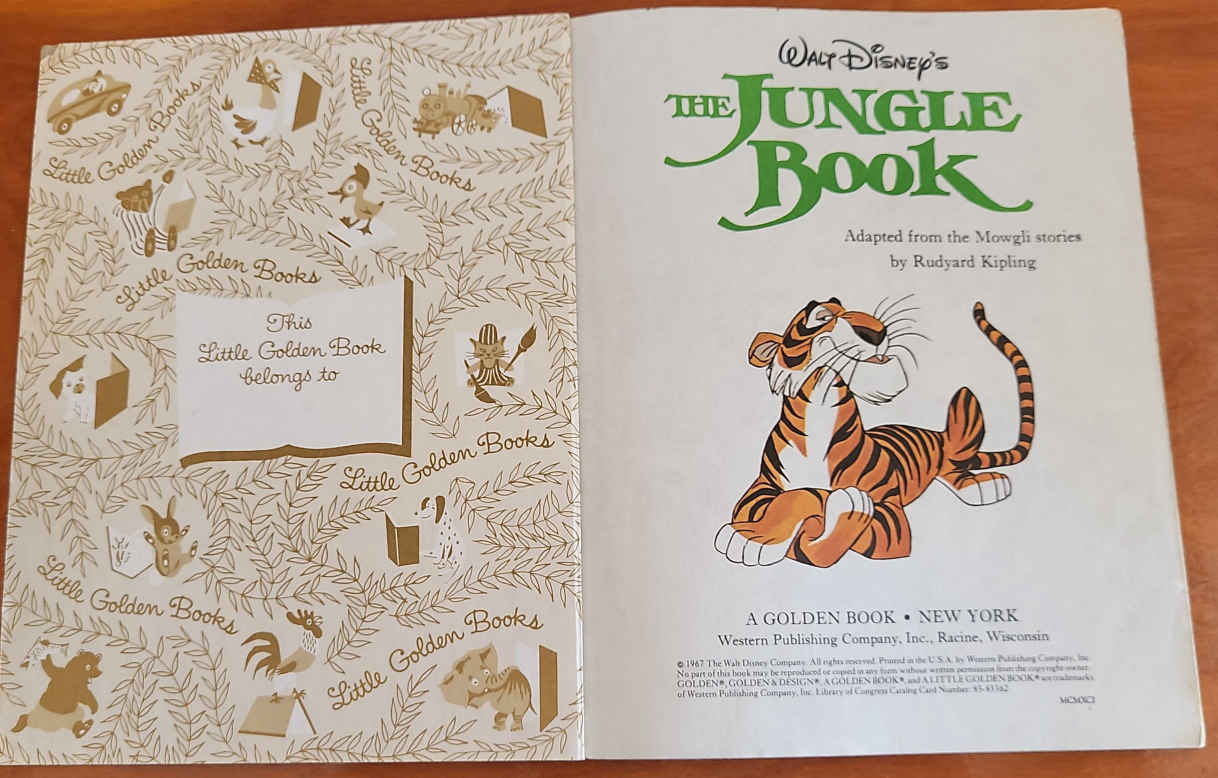 Little Golden Books
Little Golden Books
Little Golden Books
This
Little Golden Book
belongs to
Little Golden Books
Little Golden Books
Little Golden Books
WALT DISNEY'S
THE JUNGLE
BOOK
Adapted from the Mowgli stories
by Rudyard Kipling
A GOLDEN BOOK • NEW YORK
Western Publishing Company, Inc., Racine, Wisconsin
© 1967 The Walt Disney Company. All rights reserved. Printed in the U.S.A. by Western Publishing Company, Inc.
No part of this book may be reproduced or copied in any form without written permission from the copyright owner.
GOLDEN®, GOLDEN & DESIGN®, A GOLDEN BOOK®, and A LITTLE GOLDEN BOOK® are trademarks
of Western Publishing Company, Inc. Library of Congress Catalog Card Number:
MCMXCI